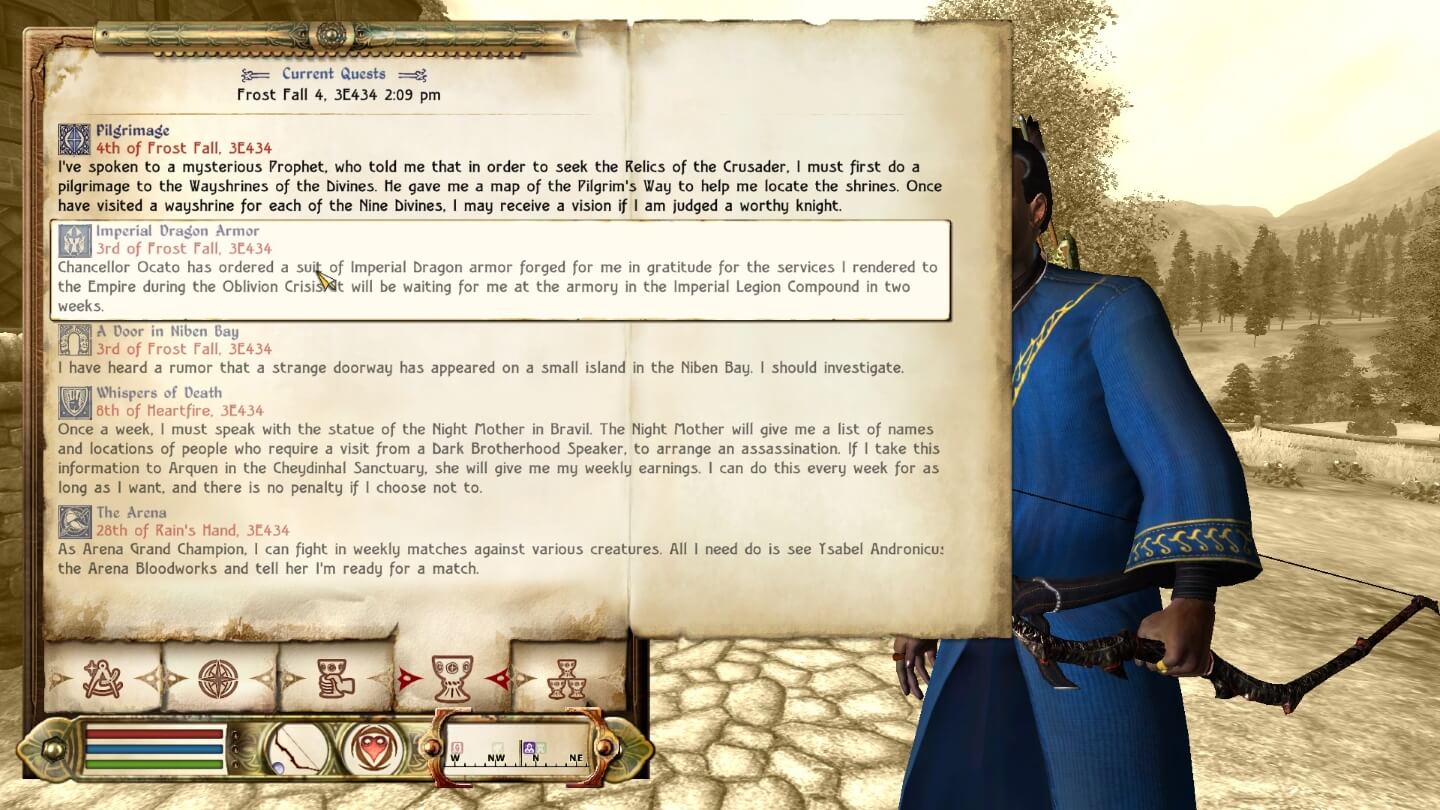 Current Quests
Frost Fall 4, 3E434 2:09 pm
Pilgrimage
4th of Frost Fall, 3E434
I've spoken to a mysterious Prophet, who told me that in order to seek the Relics of the Crusader, I must first do a
pilgrimage to the Wayshrines of the Divines. He gave me a map of the Pilgrim's Way to help me locate the shrines. Once
have visited a wayshrine for each of the Nine Divines, I may receive a vision if I am judged a worthy knight.
Imperial Dragon Armor
3rd of Frost Fall, 3E434
Chancellor Ocato has ordered a suit of Imperial Dragon armor forged for me in gratitude for the services I rendered to
the Empire during the Oblivion Crisis. It will be waiting for me at the armory in the Imperial Legion Compound in two
weeks.
A Door in Niben Bay
3rd of Frost Fall, 3E434
I have heard a rumor that a strange doorway has appeared on a small island in the Niben Bay. I should investigate.
Whispers of Death
8th of Heartfire, 3E434
Once a week, I must speak with the statue of the Night Mother in Bravil. The Night Mother will give me a list of names
and locations of people who require a visit from a Dark Brotherhood Speaker, to arrange an assassination. If I take this
information to Arquen in the Cheydinhal Sanctuary, she will give me my weekly earnings. I can do this every week for as
long as I want, and there is no penalty if I choose not to.
The Arena
28th of Rain's Hand, 3E434
As Arena Grand Champion, I can fight in weekly matches against various creatures. All I need do is see Ysabel Andronicu
the Arena Bloodworks and tell her I'm ready for a match.
W NW N NE